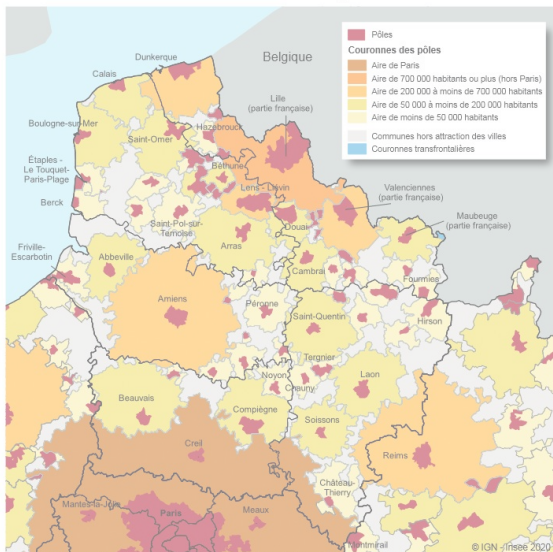 Pôles
Couronnes des pôles
Aire de Paris
Aire de 700 000 habitants ou plus (hors Paris)
Aire de 200 000 à moins de 700 000 habitants
Aire de 50 000 à moins de 200 000 habitants
Aire de moins de 50 000 habitants
Communes hors attraction des villes
Couronnes transfrontalières
Belgique
Dunkerque
Calais
Lille
(partie française)
Boulogne-sur-Mer
Saint-Omer
Hazebrouck
Étaples -
Le Touquet-
Paris-Plage
Béthune
Lens - Liévin
Valenciennes
(partie française)
Berck
Saint-Pol-sur-
Ternoise
Douai
Maubeuge
(partie française)
Friville-
Escarbotin
Abbeville
Arras
Cambrai
Fourmies
Amiens
Péronne
Saint-Quentin
Hirson
Tergnier
Noyon
Chauny
Laon
Beauvais
Compiègne
Soissons
Creil
Reims
Château-
Thierry
Mantes-la-Jolie
Paris
Meaux
Montmirail
© IGN - Insee 2020